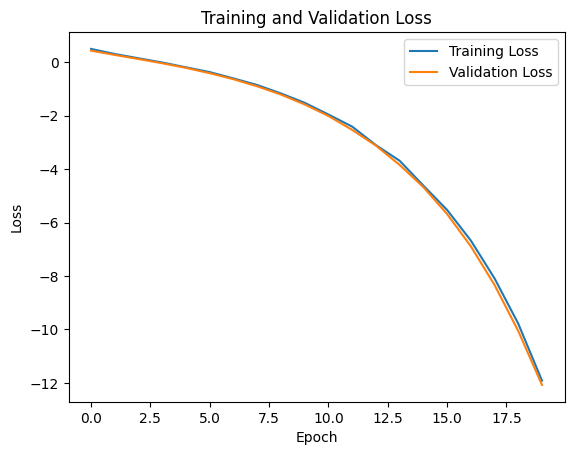 Training and Validation Loss
Training Loss
Validation Loss
Loss
0
−2
−4
−6
−8
−10
−12
0.0 2.5 5.0 7.5 10.0 12.5 15.0 17.5
Epoch